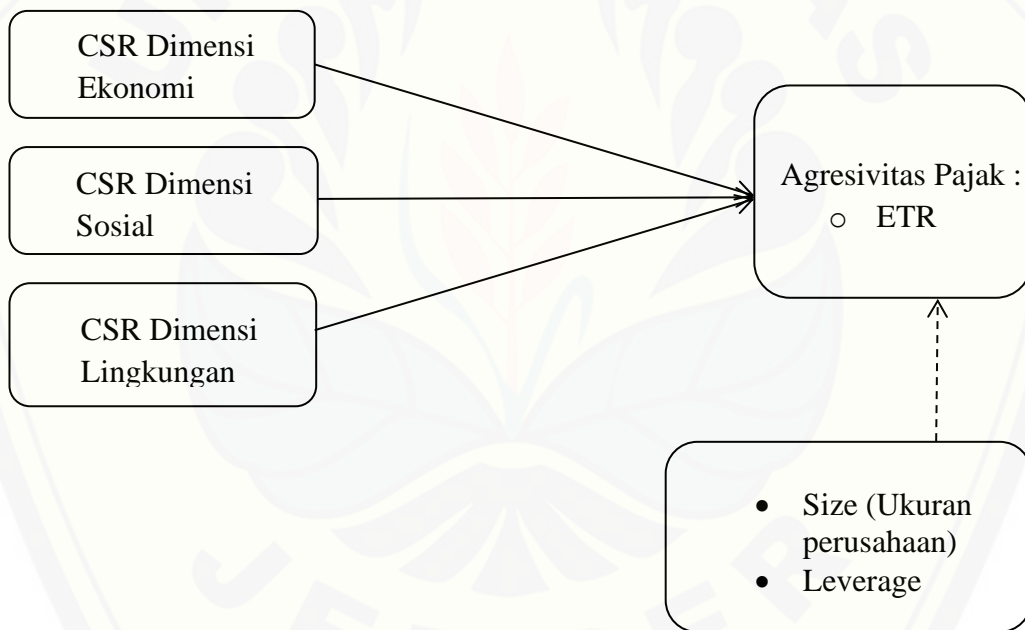 CSR Dimensi
Ekonomi
CSR Dimensi
Sosial
CSR Dimensi
Lingkungan
Agresivitas Pajak :
o ETR
• Size (Ukuran
perusahaan)
• Leverage